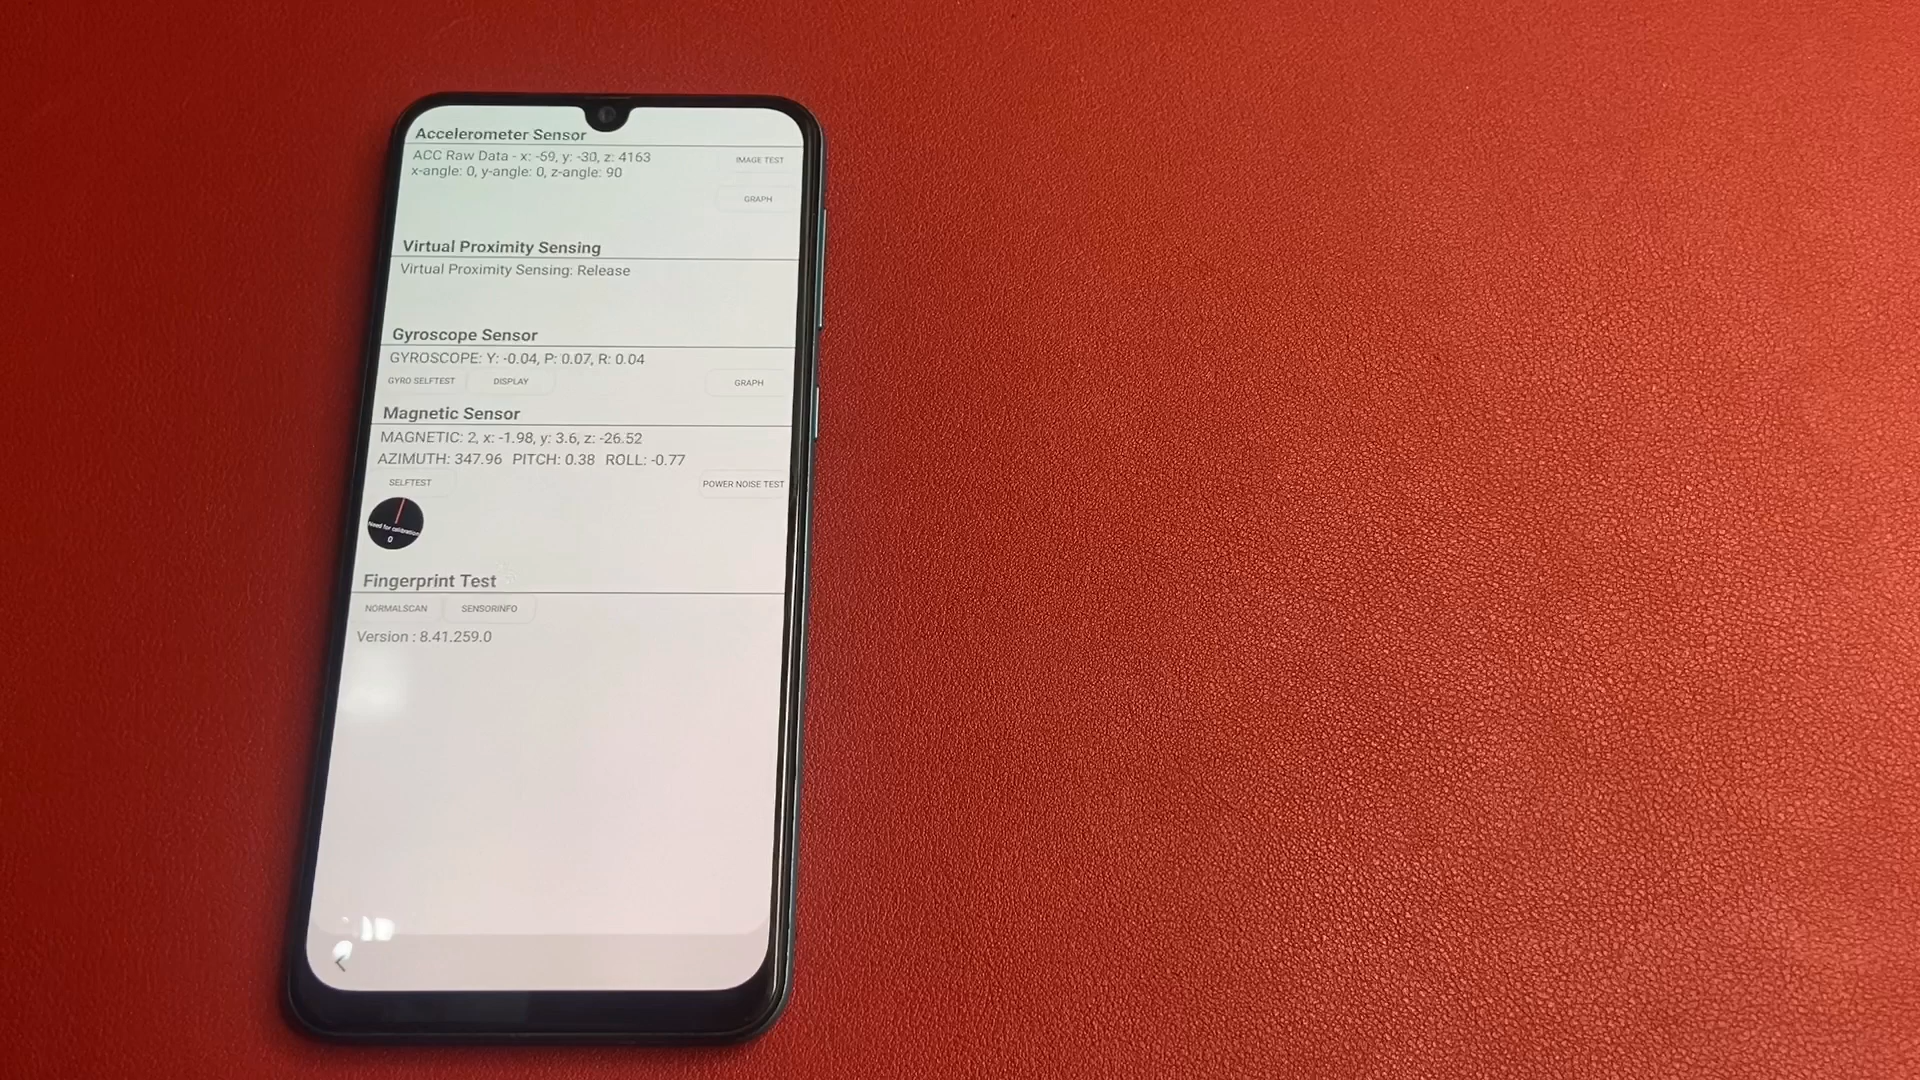 Accelerometer Sensor
ACC Raw Data - x: -59, y: -30, z: 4163
IMAGE TEST
x-angle: 0, y-angle: 0, z-angle: 90
GRAPH
Virtual Proximity Sensing
Virtual Proximity Sensing: Release
Gyroscope Sensor
GYROSCOPE: Y: -0.04, P: 0.07, R: 0.04
GYRO SELFTEST DISPLAY GRAPH
Magnetic Sensor
MAGNETIC: 2, x: -1.98, y: 3.6, z: -26.52
AZIMUTH: 347.96 PITCH: 0.38 ROLL: -0.77
SELFTEST POWER NOISE TEST
Need for calibration
0
Fingerprint Test
NORMALSCAN SENSORINFO
Version : 8.41.259.0